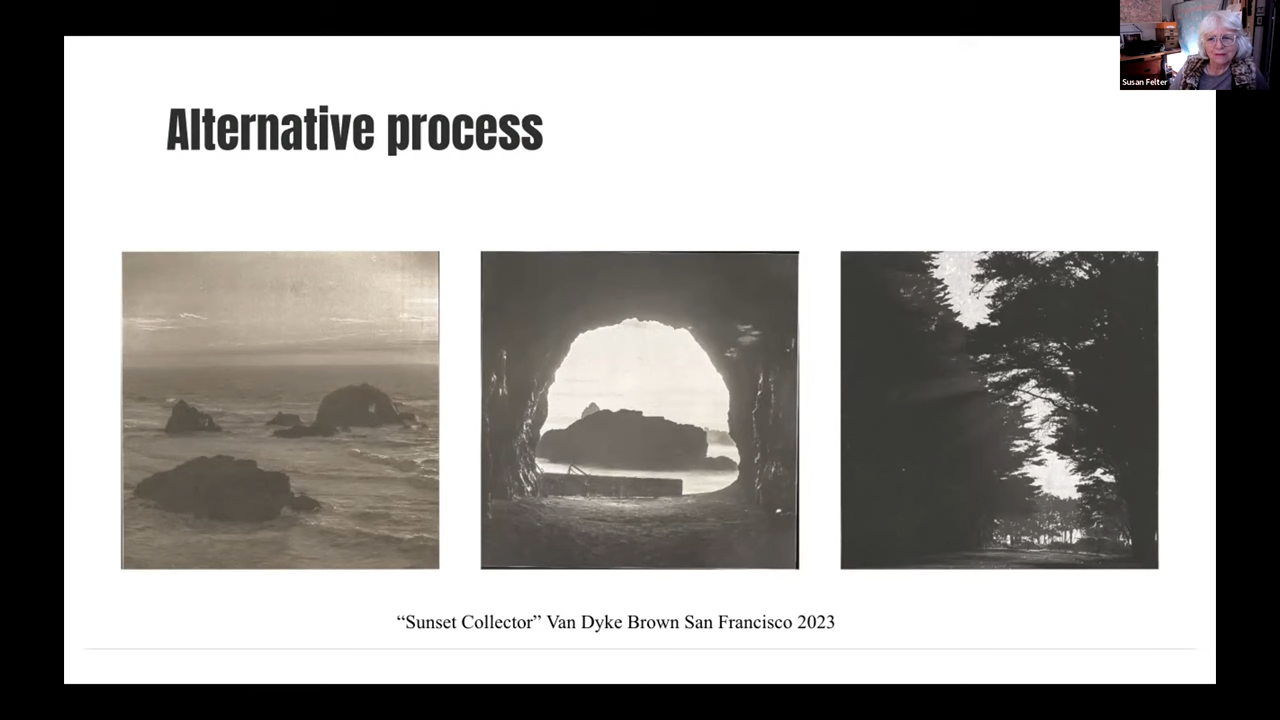 Susan Felter
Alternative process
“Sunset Collector” Van Dyke Brown San Francisco 2023